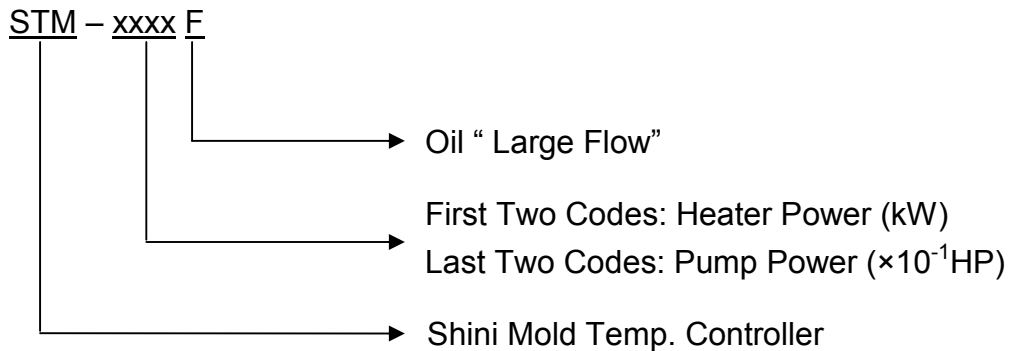 STM – xxxx F
Oil “ Large Flow”
First Two Codes: Heater Power (kW)
Last Two Codes: Pump Power (×10⁻¹HP)
Shini Mold Temp. Controller